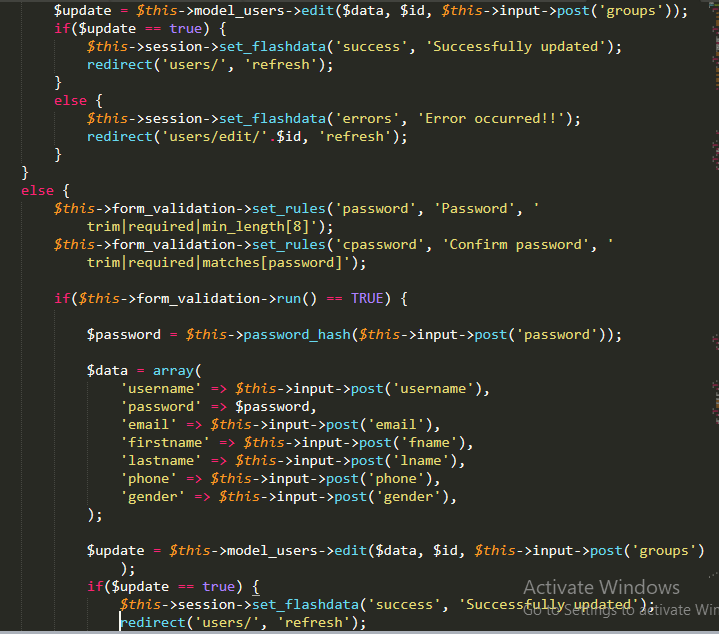 $update = $this->model_users->edit($data, $id, $this->input->post('groups'));
if($update == true) {
$this->session->set_flashdata('success', 'Successfully updated');
redirect('users/', 'refresh');
}
else {
$this->session->set_flashdata('errors', 'Error occurred!!');
redirect('users/edit/'.$id, 'refresh');
}
}
else {
$this->form_validation->set_rules('password', 'Password', '
trim|required|min_length[8]');
$this->form_validation->set_rules('cpassword', 'Confirm password', '
trim|required|matches[password]');
if($this->form_validation->run() == TRUE) {
$password = $this->password_hash($this->input->post('password'));
$data = array(
'username' => $this->input->post('username'),
'password' => $password,
'email' => $this->input->post('email'),
'firstname' => $this->input->post('fname'),
'lastname' => $this->input->post('lname'),
'phone' => $this->input->post('phone'),
'gender' => $this->input->post('gender'),
);
$update = $this->model_users->edit($data, $id, $this->input->post('groups')
);
if($update == true) {
Activate Windows
$this->session->set_flashdata('success', 'Successfully updated');
Go to Settings to activate Win
redirect('users/', 'refresh');